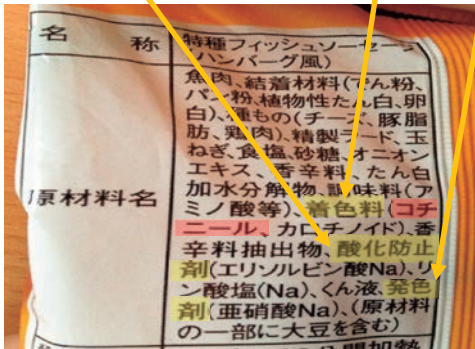 名称
特種フィッシュソーセージ
(ハンバーグ風)
原材料名
魚肉、結着材料(でん粉、
パン粉、植物性たん白、卵
白)、種もの(チーズ、豚脂
肪、鶏肉)、精製ラード、玉
ねぎ、食塩、砂糖、オニオン
エキス、香辛料、たん白
加水分解物、調味料(ア
ミノ酸等)、着色料(コチ
ニール、カロチノイド)、香
辛料抽出物、酸化防止
剤(エリソルビン酸Na)、リ
ン酸塩(Na)、くん液、発色
剤(亜硝酸Na)、(原材料
の一部に大豆を含む)